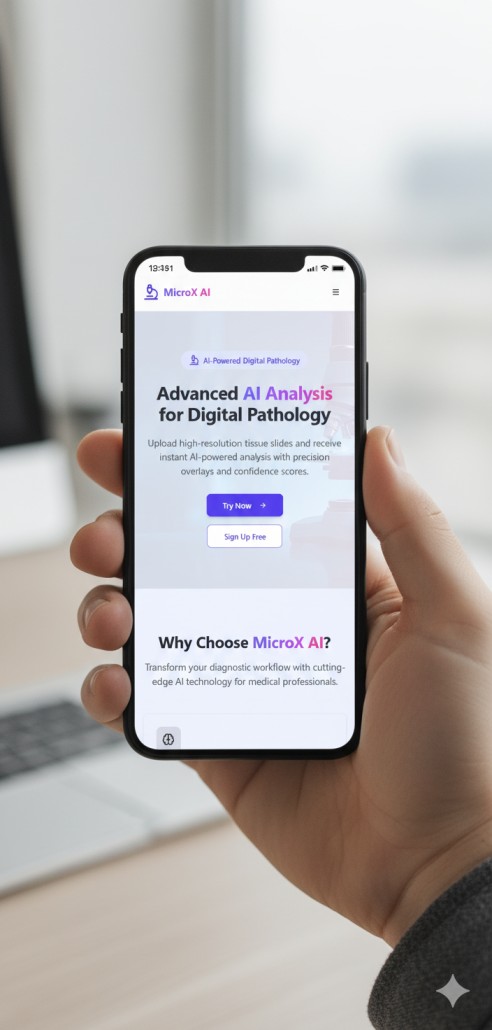 MicroX AI
AI-Powered Digital Pathology
Advanced AI Analysis
for Digital Pathology
Upload high-resolution tissue slides and receive
instant AI-powered analysis with precision
overlays and confidence scores.
Try Now →
Sign Up Free
Why Choose MicroX AI?
Transform your diagnostic workflow with cutting-
edge AI technology for medical professionals.